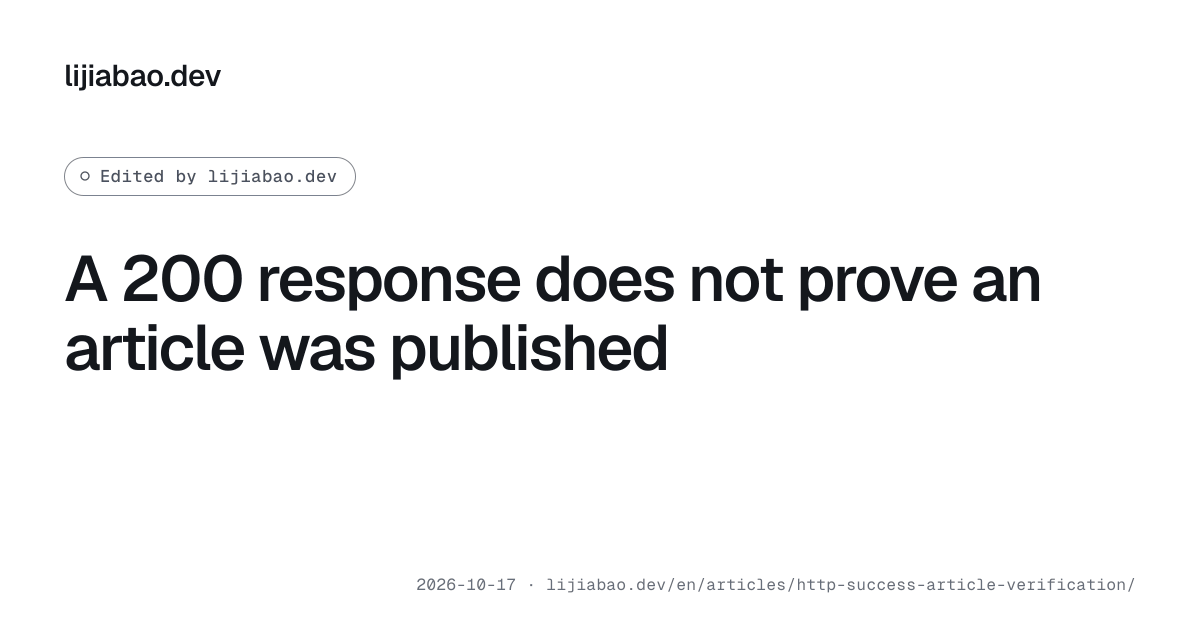 lijiabao.dev
Edited by lijiabao.dev
A 200 response does not prove an
article was published
2026-10-17 · lijiabao.dev/en/articles/http-success-article-verification/